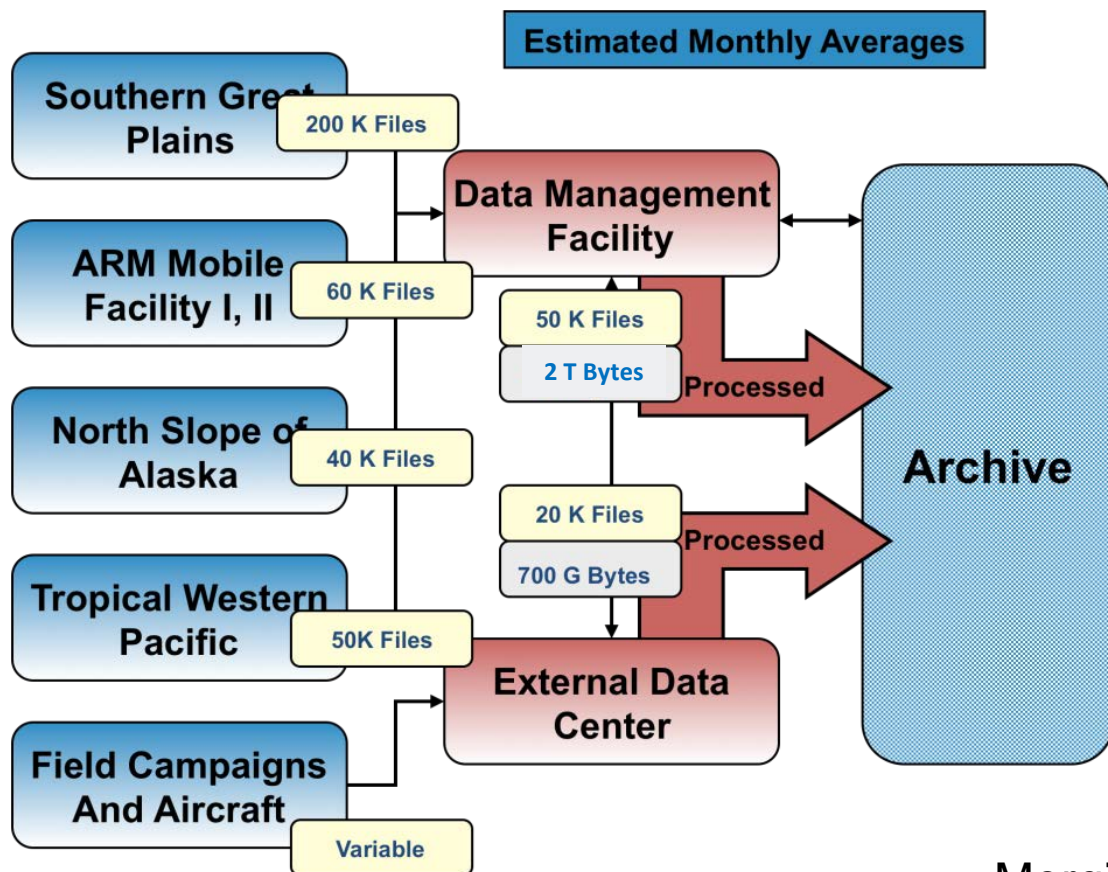 Estimated Monthly Averages
Southern Great
Plains
200 K Files
ARM Mobile
Facility I, II
60 K Files
North Slope of
Alaska
40 K Files
Tropical Western
Pacific
50K Files
Field Campaigns
And Aircraft
Variable
Data Management
Facility
50 K Files
2 T Bytes
Processed
20 K Files
700 G Bytes
Processed
External Data
Center
Archive